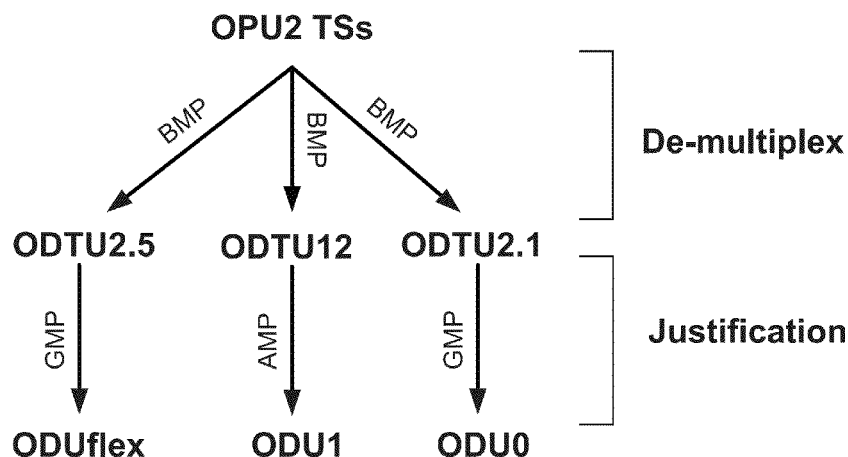 OPU2 TSs
BMP
BMP
BMP
De-multiplex
ODTU2.5
ODTU12
ODTU2.1
GMP
AMP
GMP
Justification
ODUflex
ODU1
ODU0